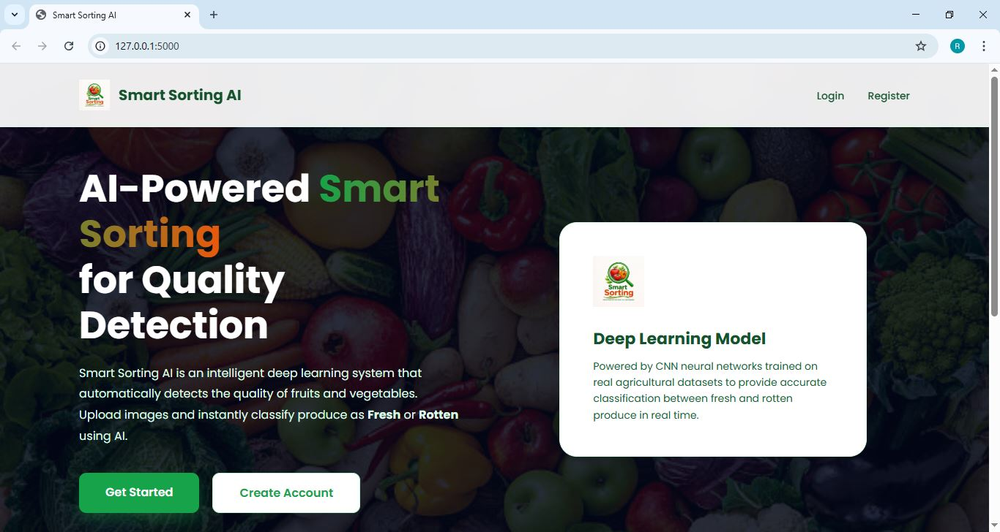 Smart Sorting AI
127.0.0.1:5000
R
Smart
Sorting
Smart Sorting AI
Login
Register
AI-Powered Smart
Sorting
for Quality
Detection
Smart Sorting AI is an intelligent deep learning system that
automatically detects the quality of fruits and vegetables.
Upload images and instantly classify produce as Fresh or Rotten
using AI.
Get Started
Create Account
Smart
Sorting
Deep Learning Model
Powered by CNN neural networks trained on
real agricultural datasets to provide accurate
classification between fresh and rotten
produce in real time.